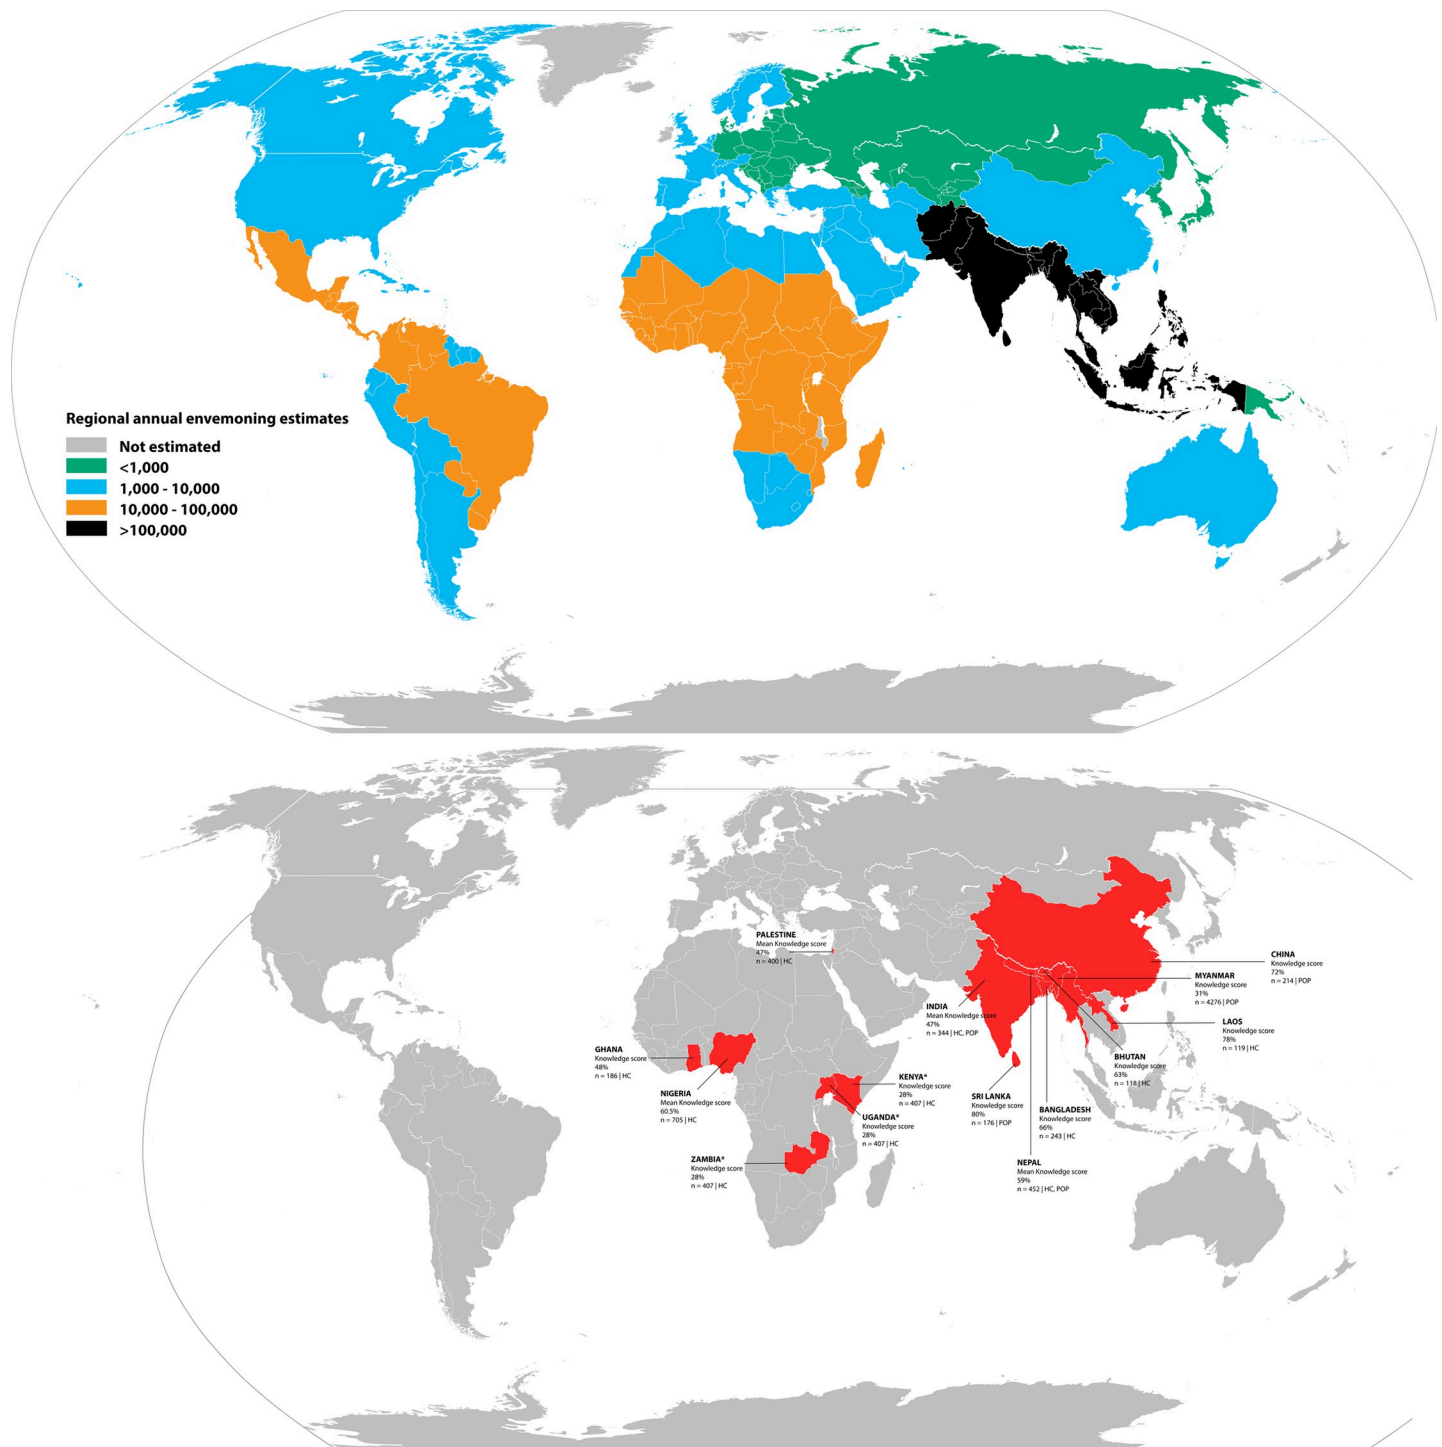 Regional annual envemoning estimates
Not estimated
<1,000
1,000 - 10,000
10,000 - 100,000
>100,000
PALESTINE
Mean Knowledge score
47%
n = 400 | HC
CHINA
Knowledge score
72%
n = 214 | POP
MYANMAR
Knowledge score
31%
n = 4276 | POP
INDIA
Mean Knowledge score
47%
n = 344 | HC, POP
LAOS
Knowledge score
78%
n = 119 | HC
GHANA
Knowledge score
48%
n = 186 | HC
BHUTAN
Knowledge score
63%
n = 118 | HC
KENYA*
Knowledge score
28%
n = 407 | HC
NIGERIA
Mean Knowledge score
60.5%
n = 705 | HC
SRI LANKA
Knowledge score
80%
n = 176 | POP
BANGLADESH
Knowledge score
66%
n = 243 | HC
UGANDA*
Knowledge score
28%
n = 407 | HC
ZAMBIA*
Knowledge score
28%
n = 407 | HC
NEPAL
Mean Knowledge score
59%
n = 452 | HC, POP